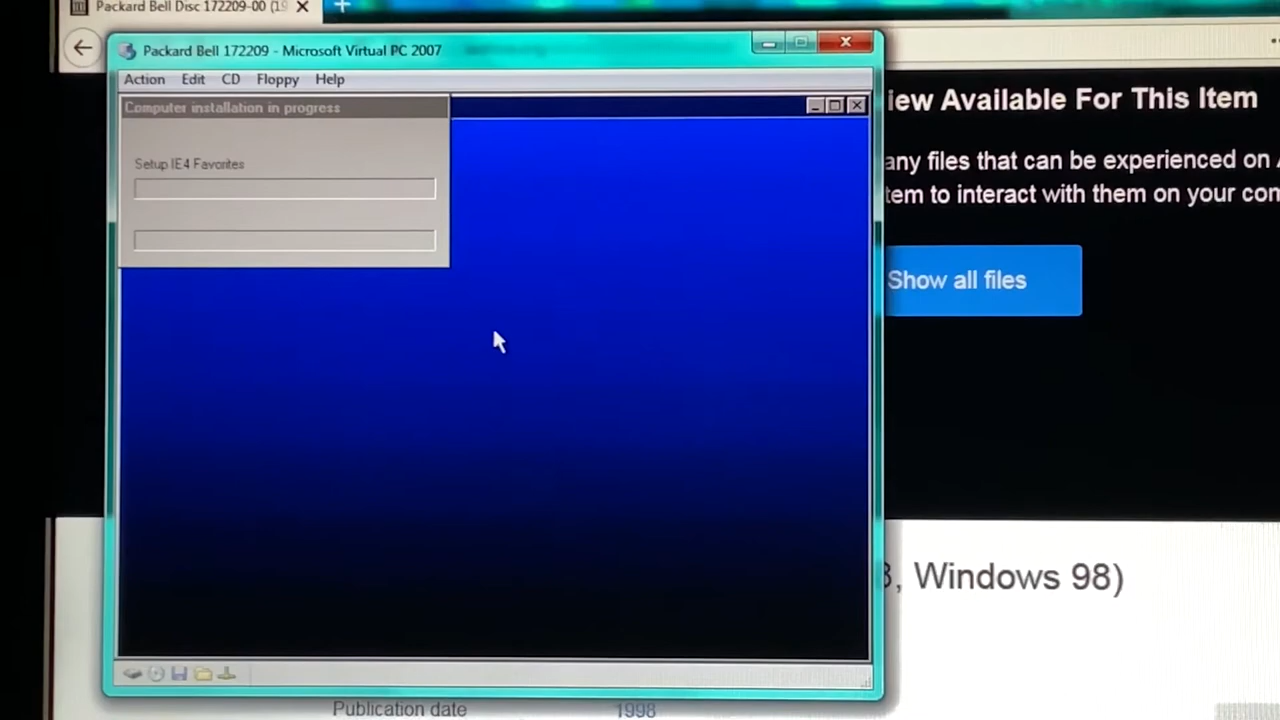 Packard Bell Disc 172209-00 (19
Packard Bell 172209 - Microsoft Virtual PC 2007
Action Edit CD Floppy Help
Computer installation in progress
Setup IE4 Favorites
iew Available For This Item
any files that can be experienced on
tem to interact with them on your com
Show all files
, Windows 98)
Publication date 1998